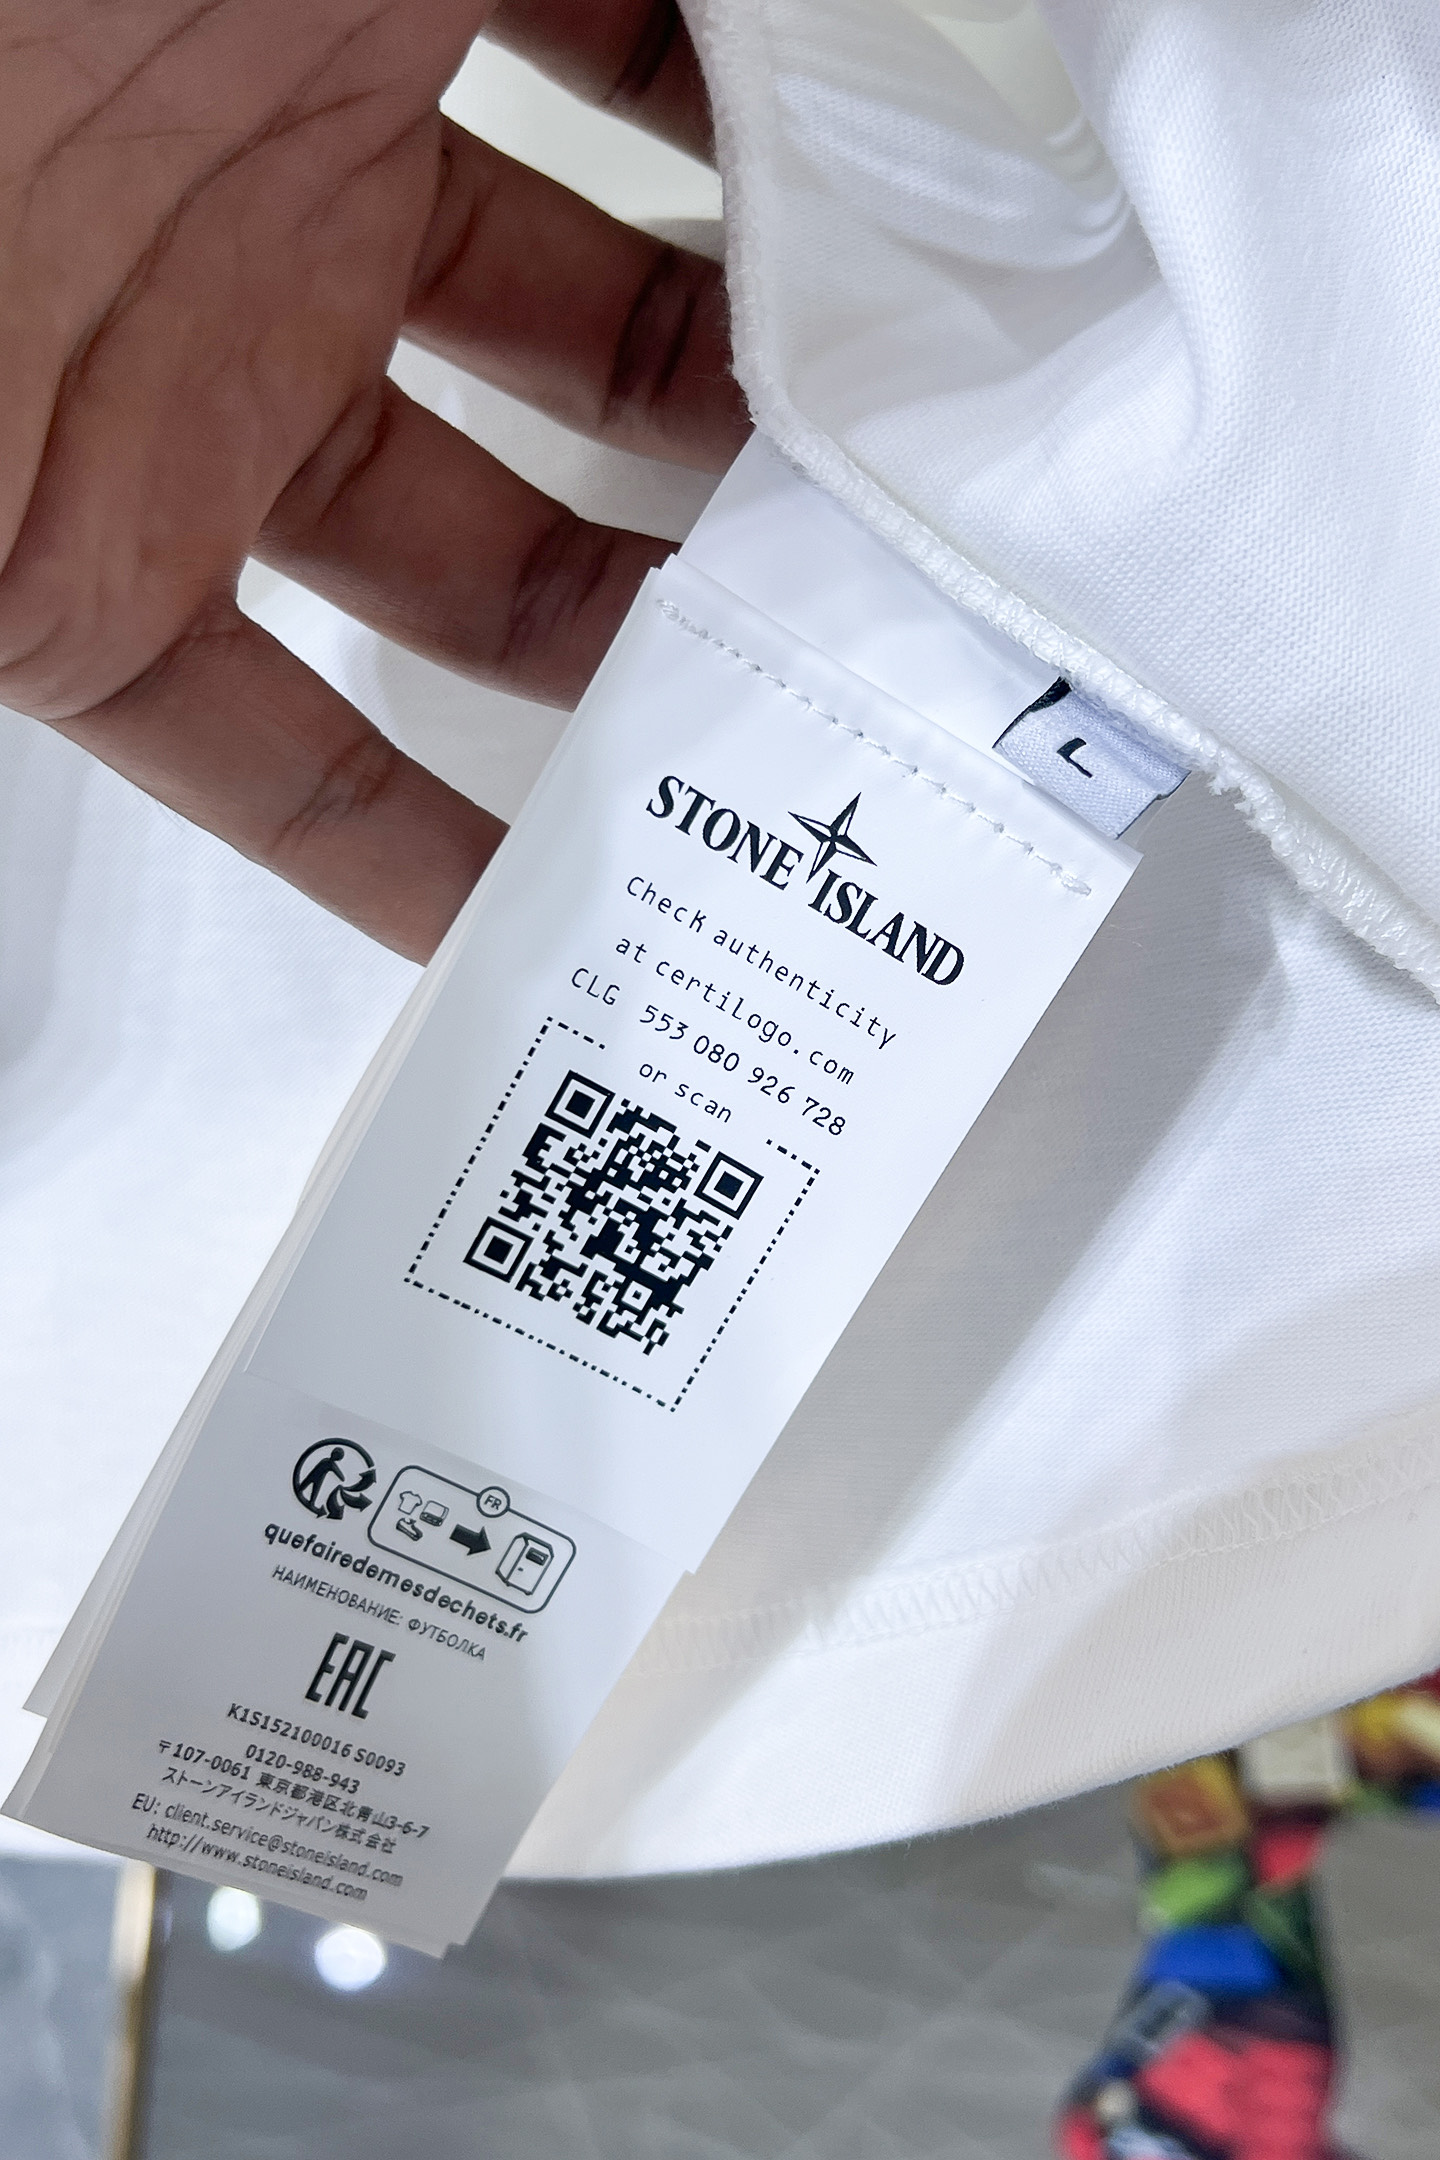 L
STONE ISLAND
Check authenticity
at certilogo.com
CLG 553 080 926 728
or scan
FR
quefairedemesdechets.fr
НАИМЕНОВАНИЕ: ФУТБОЛКА
EAC
K1S152100016 S0093
0120-988-943
〒107-0061 東京都港区北青山3-6-7
ストーンアイランドジャパン株式会社
EU: client.service@stoneisland.com
http://www.stoneisland.com